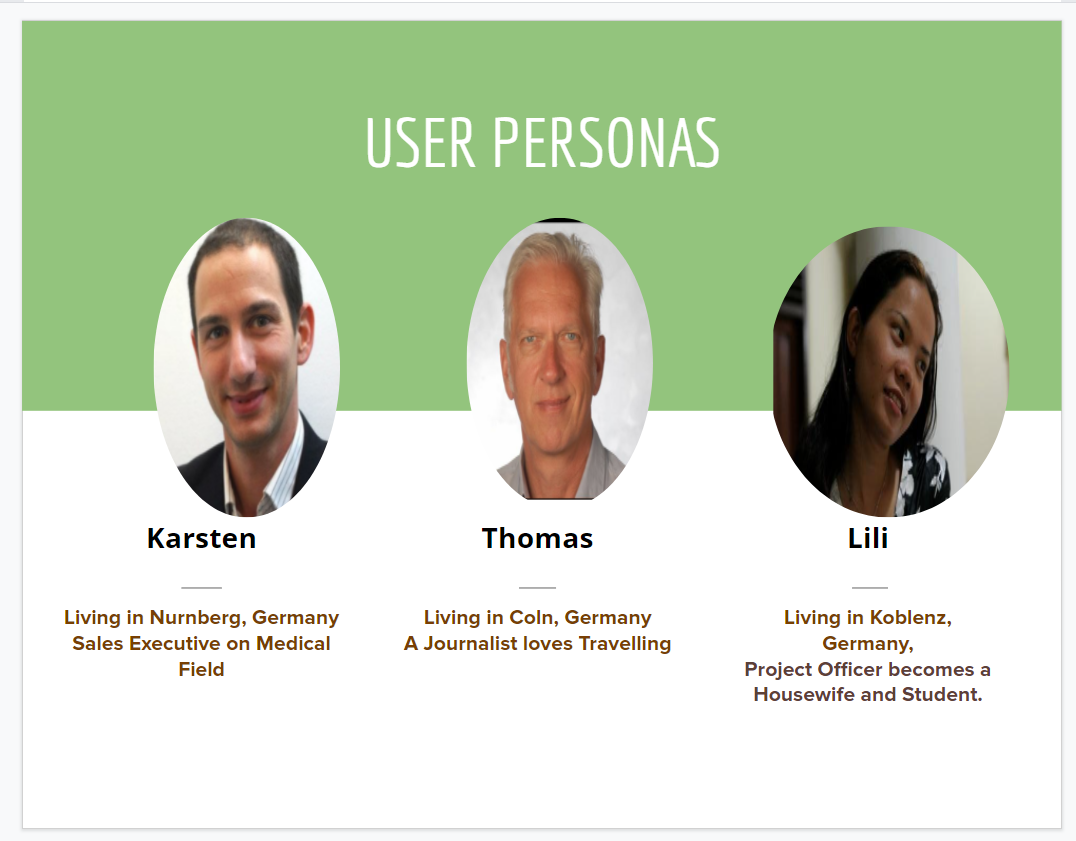 USER PERSONAS
Karsten
Living in Nurnberg, Germany
Sales Executive on Medical
Field
Thomas
Living in Coln, Germany
A Journalist loves Travelling
Lili
Living in Koblenz,
Germany,
Project Officer becomes a
Housewife and Student.